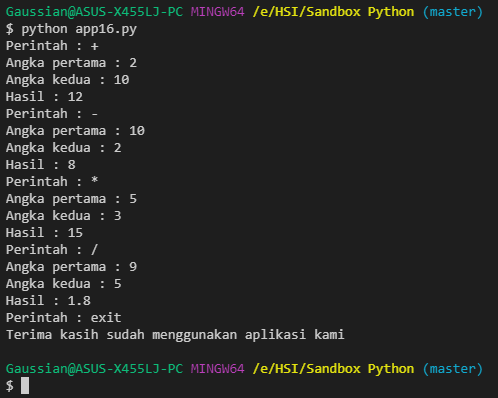 Gaussian@ASUS-X455LJ-PC MINGW64 /e/HSI/Sandbox Python (master)
$ python app16.py
Perintah : +
Angka pertama : 2
Angka kedua : 10
Hasil : 12
Perintah : -
Angka pertama : 10
Angka kedua : 2
Hasil : 8
Perintah : *
Angka pertama : 5
Angka kedua : 3
Hasil : 15
Perintah : /
Angka pertama : 9
Angka kedua : 5
Hasil : 1.8
Perintah : exit
Terima kasih sudah menggunakan aplikasi kami
Gaussian@ASUS-X455LJ-PC MINGW64 /e/HSI/Sandbox Python (master)
$